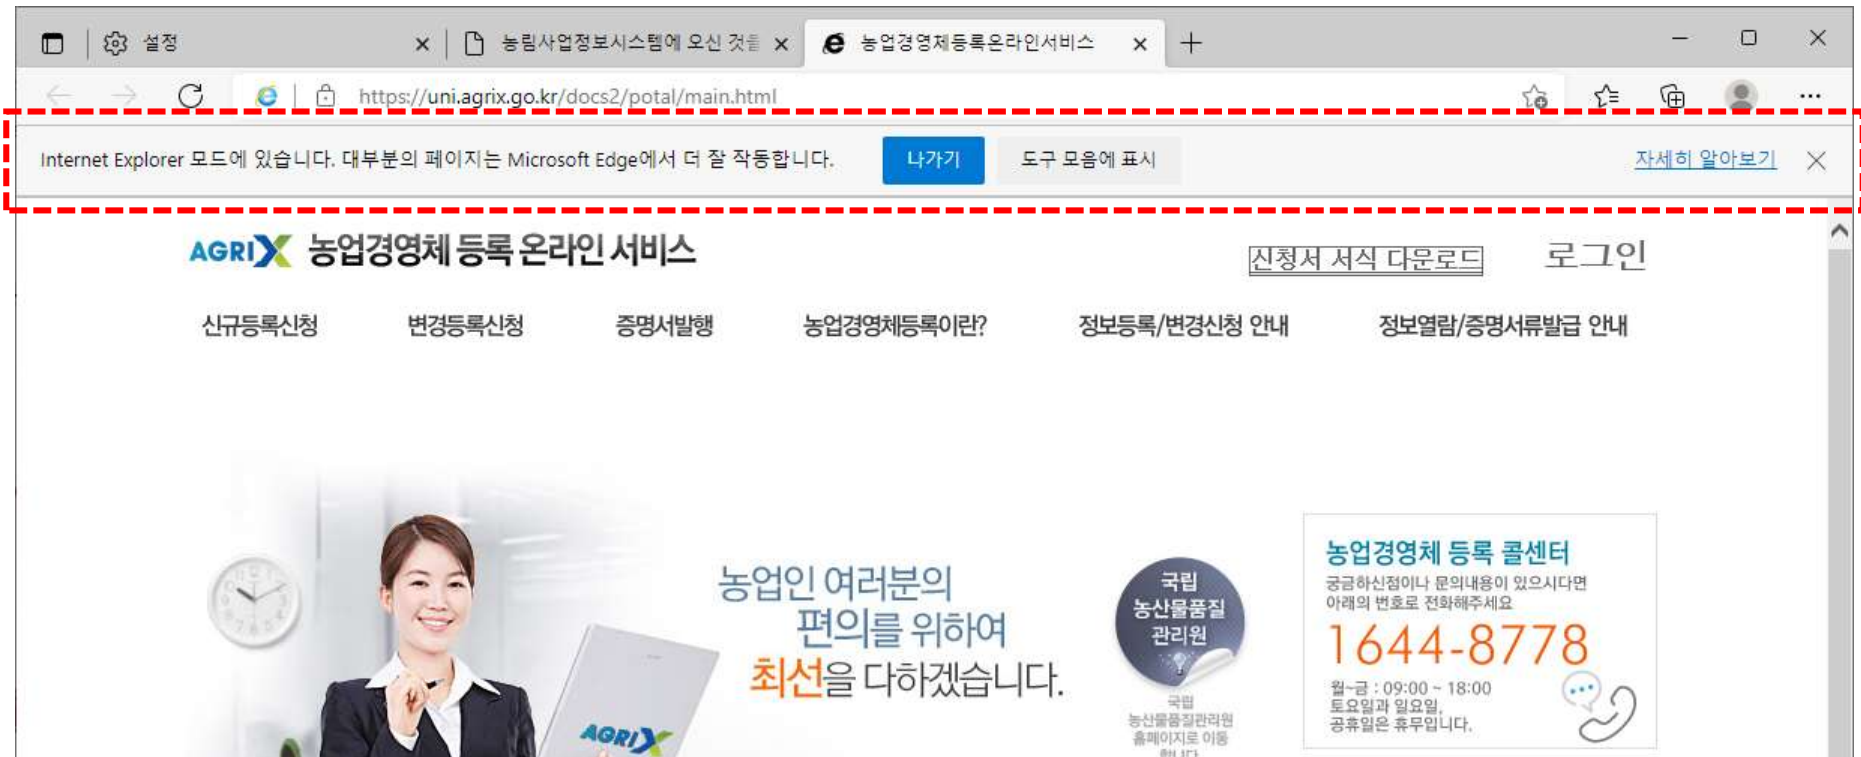 설정
농림사업정보시스템에 오신 것을
농업경영체등록온라인서비스
https://uni.agrix.go.kr/docs2/potal/main.html
Internet Explorer 모드에 있습니다. 대부분의 페이지는 Microsoft Edge에서 더 잘 작동합니다. 나가기 도구 모음에 표시 자세히 알아보기
AGRIX 농업경영체 등록 온라인 서비스
신청서 서식 다운로드 로그인
신규등록신청 변경등록신청 증명서발행 농업경영체등록이란? 정보등록/변경신청 안내 정보열람/증명서류발급 안내
농업인 여러분의
편의를 위하여
최선을 다하겠습니다.
AGRIX
국립
농산물품질
관리원
국립
농산물품질관리원
홈페이지로 이동
합니다
농업경영체 등록 콜센터
궁금하신점이나 문의내용이 있으시다면
아래의 번호로 전화해주세요
1644-8778
월~금 : 09:00 ~ 18:00
토요일과 일요일,
공휴일은 휴무입니다.